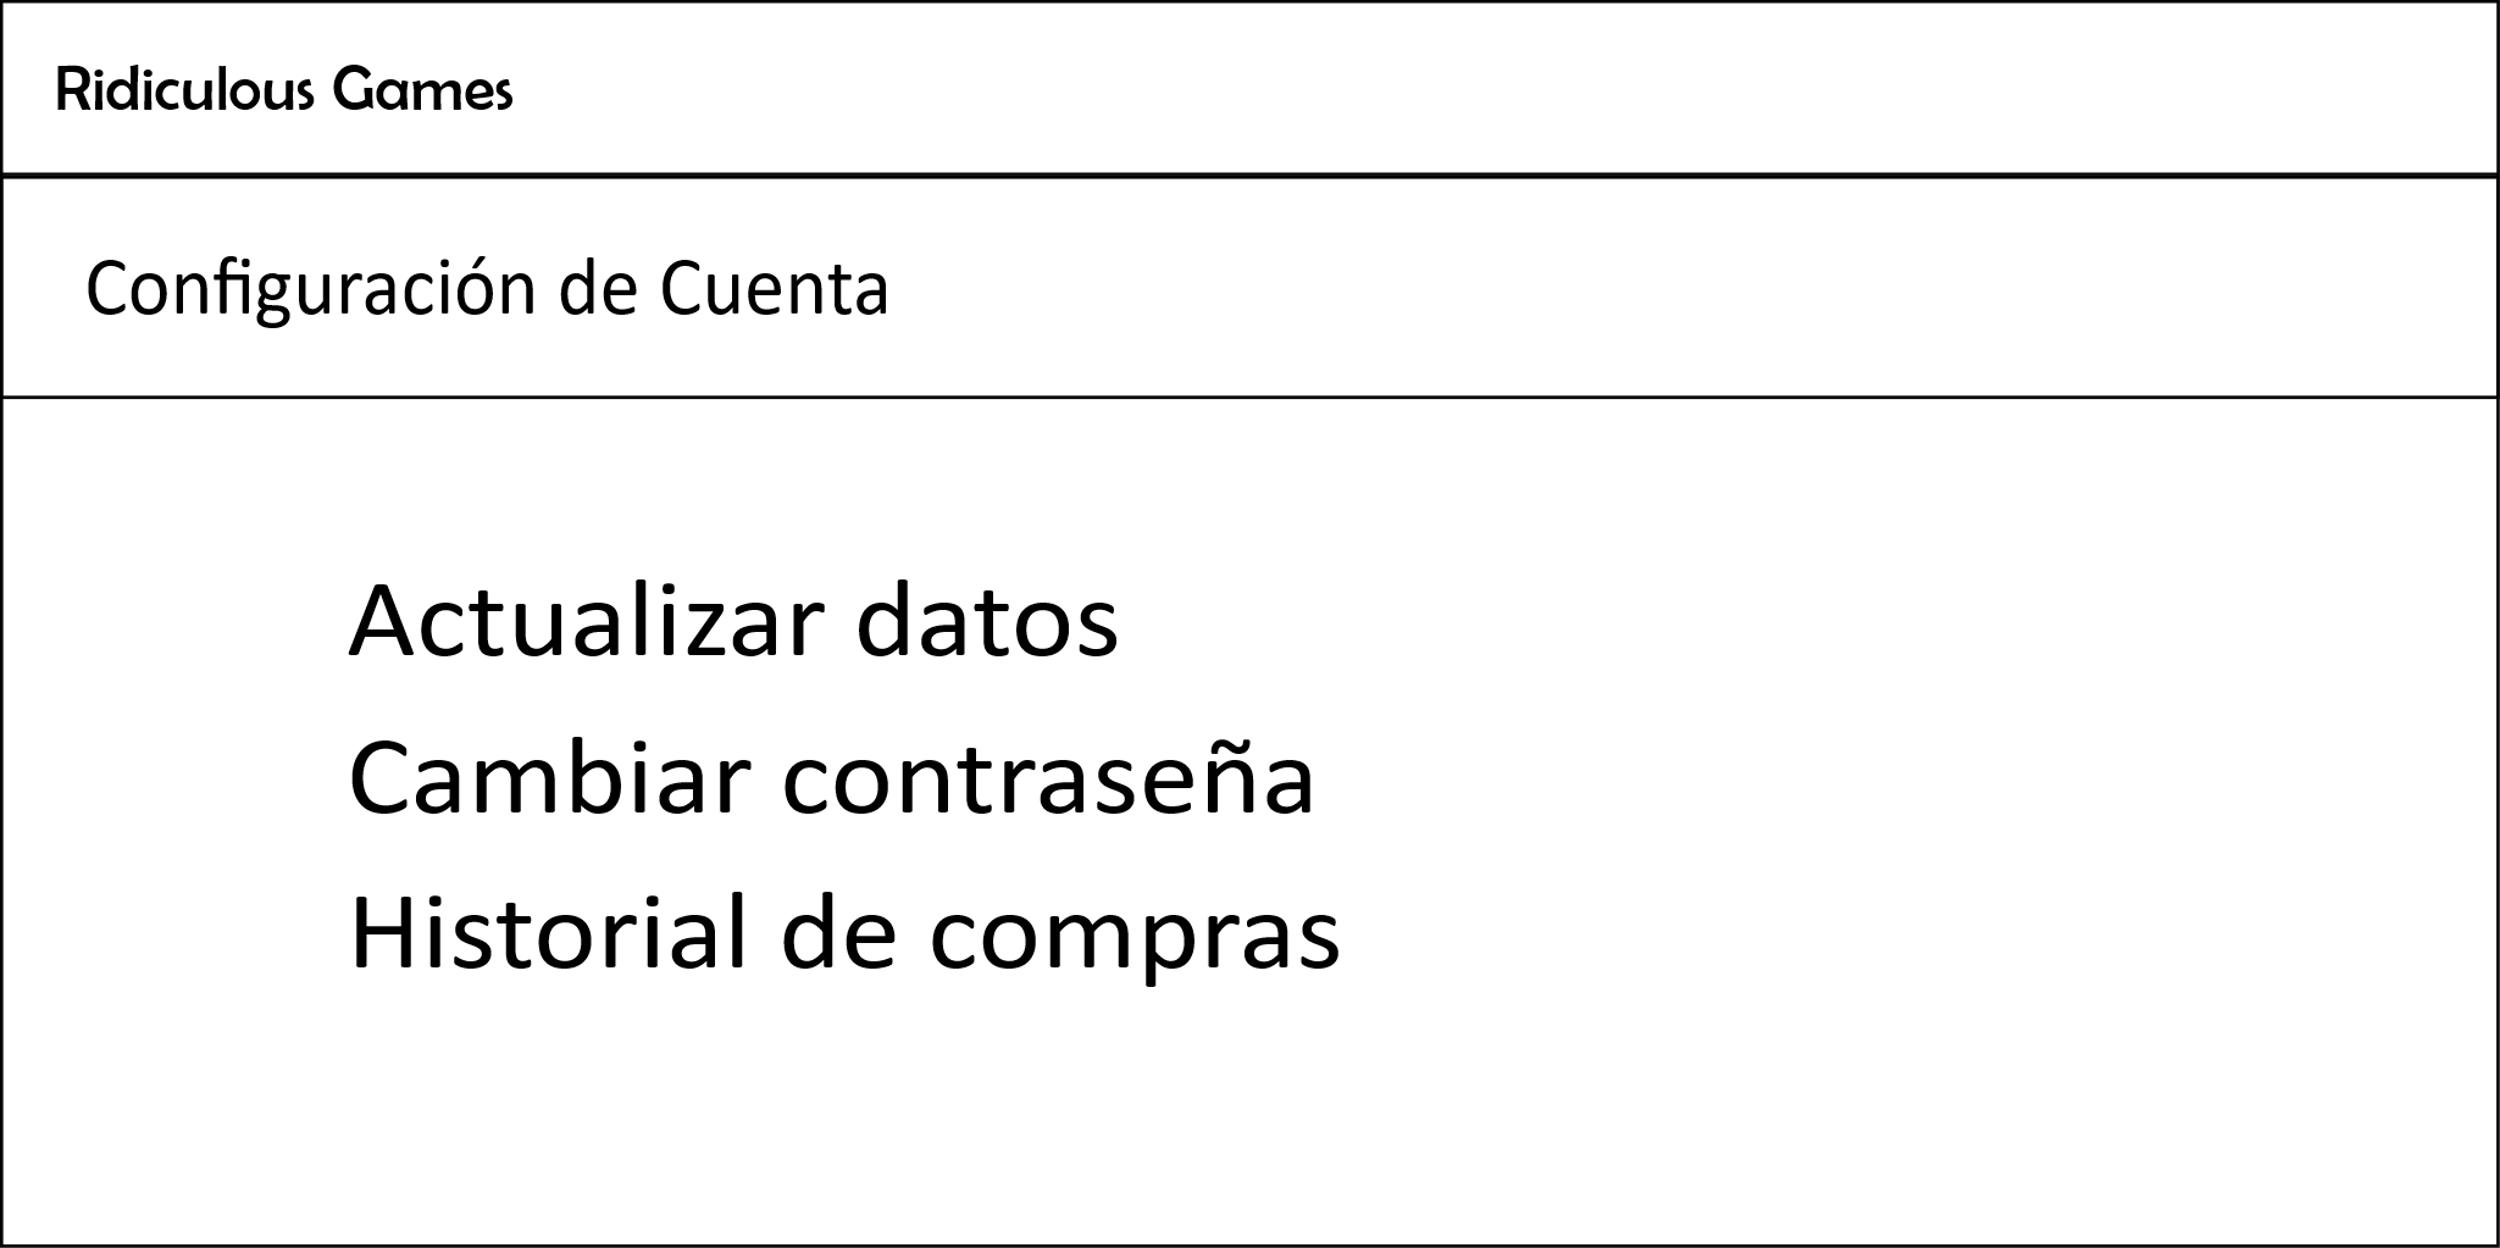 Ridiculous Games
Configuración de Cuenta
Actualizar datos
Cambiar contraseña
Historial de compras